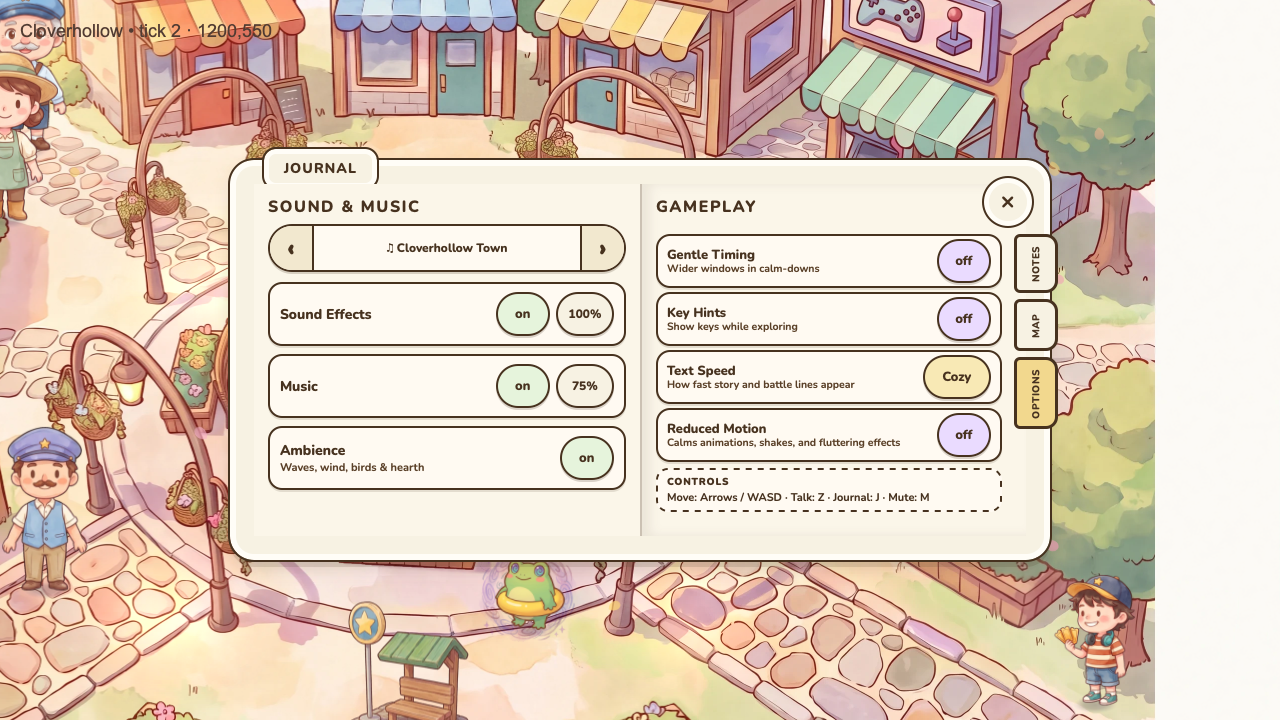 Cloverhollow • tick 2 · 1200,550
JOURNAL
SOUND & MUSIC
‹ ♫ Cloverhollow Town ›
Sound Effects on 100%
Music on 75%
Ambience
Waves, wind, birds & hearth
on
GAMEPLAY
×
Gentle Timing
Wider windows in calm-downs
off
Key Hints
Show keys while exploring
off
Text Speed
How fast story and battle lines appear
Cozy
Reduced Motion
Calms animations, shakes, and fluttering effects
off
CONTROLS
Move: Arrows / WASD · Talk: Z · Journal: J · Mute: M
NOTES
MAP
OPTIONS